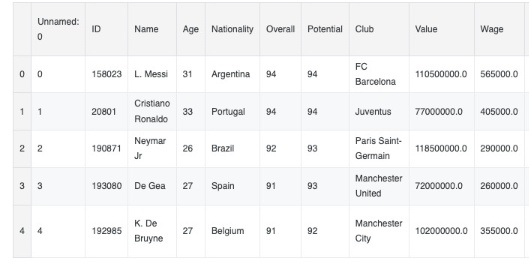 Unnamed: 0 ID Name Age Nationality Overall Potential Club Value Wage
0 0 158023 L. Messi 31 Argentina 94 94 FC Barcelona 110500000.0 565000.0
1 1 20801 Cristiano Ronaldo 33 Portugal 94 94 Juventus 77000000.0 405000.0
2 2 190871 Neymar Jr 26 Brazil 92 93 Paris Saint-Germain 118500000.0 290000.0
3 3 193080 De Gea 27 Spain 91 93 Manchester United 72000000.0 260000.0
4 4 192985 K. De Bruyne 27 Belgium 91 92 Manchester City 102000000.0 355000.0